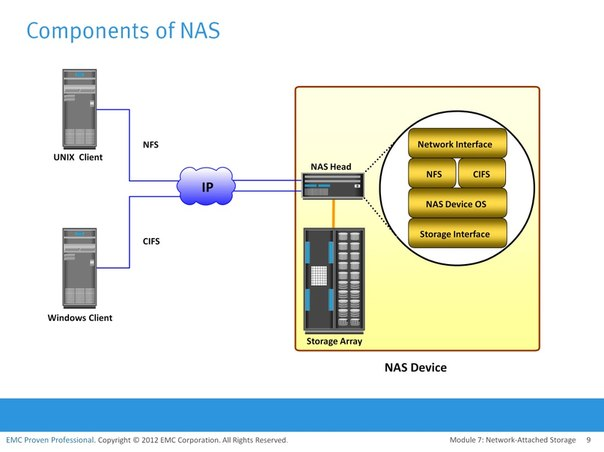 Components of NAS
UNIX  Client
NFS
IP
CIFS
Windows Client
NAS Head
Network Interface
NFS
CIFS
NAS Device OS
Storage Interface
Storage Array
NAS Device
EMC Proven Professional. Copyright © 2012 EMC Corporation. All Rights Reserved.
Module 7: Network-Attached Storage 9